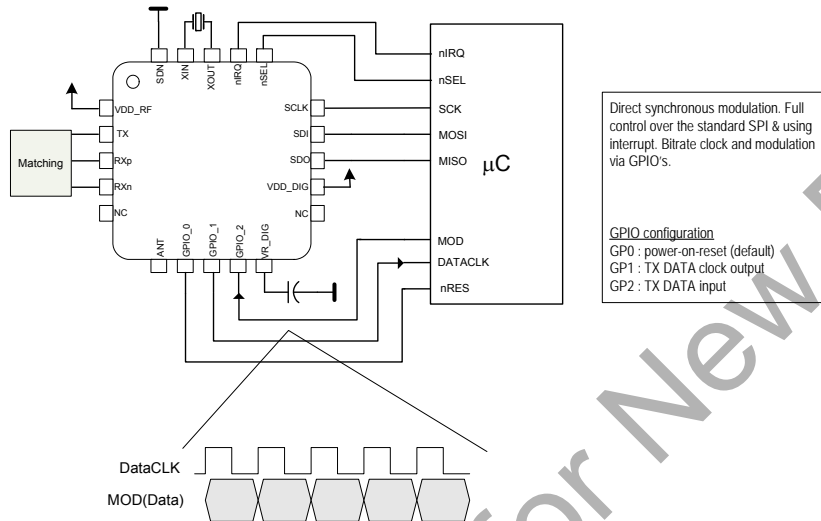 SDN
XIN
XOUT
nIRQ
nSEL
VDD_RF
TX
RXp
RXn
NC
Matching
SCLK
SDI
SDO
VDD_DIG
NC
ANT
GPIO_0
GPIO_1
GPIO_2
VR_DIG
nIRQ
nSEL
SCK
MOSI
MISO
μC
MOD
DATACLK
nRES
Direct synchronous modulation. Full
control over the standard SPI & using
interrupt. Bitrate clock and modulation
via GPIO's.
GPIO configuration
GP0 : power-on-reset (default)
GP1 : TX DATA clock output
GP2 : TX DATA input
DataCLK
MOD(Data)
for New